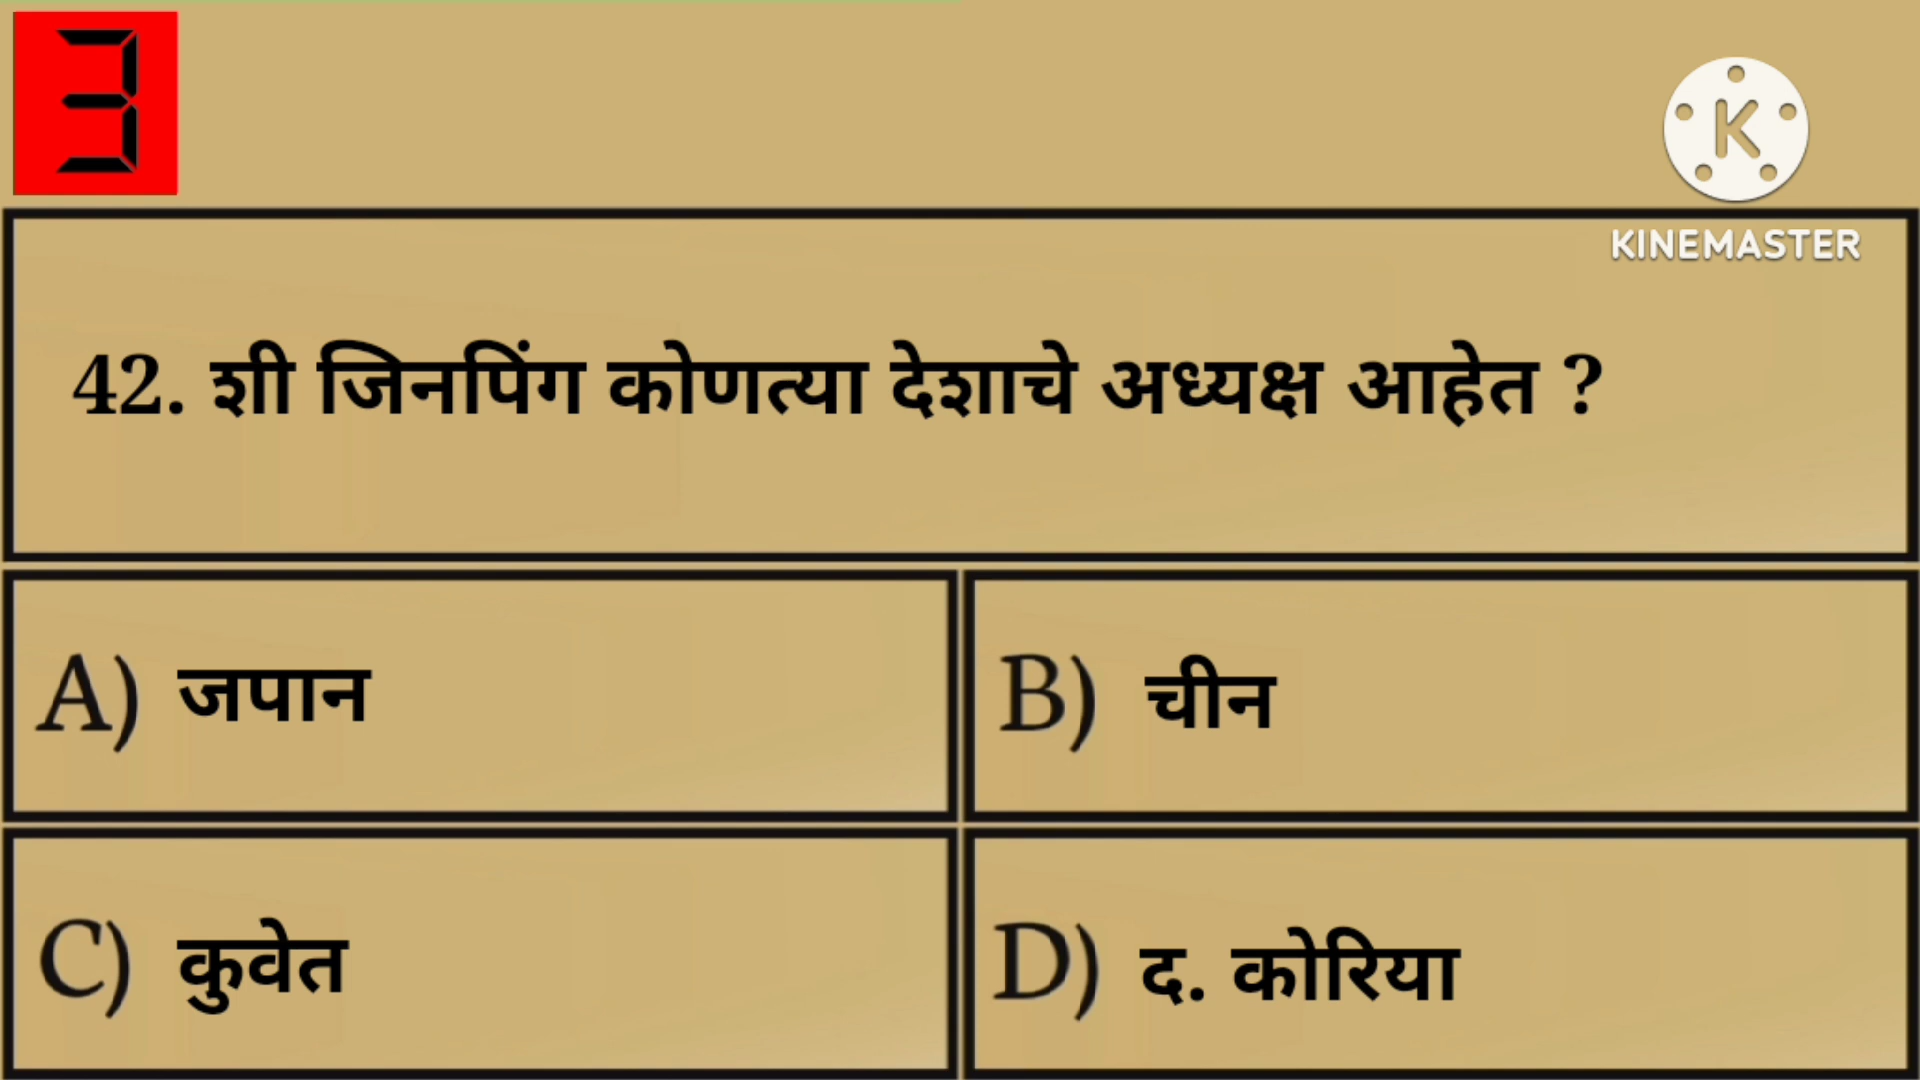 3
K
KINEMASTER
42. शी जिनपिंग कोणत्या देशाचे अध्यक्ष आहेत ?
A) जपान
B) चीन
C) कुवेत
D) द. कोरिया